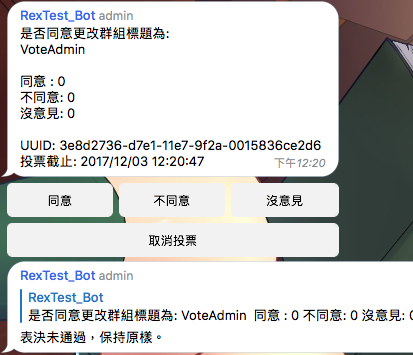 RexTest_Bot admin
是否同意更改群組標題為:
VoteAdmin
同意 : 0
不同意: 0
沒意見: 0
UUID: 3e8d2736-d7e1-11e7-9f2a-0015836ce2d6
投票截止: 2017/12/03 12:20:47 下午12:20
同意 不同意 沒意見
取消投票
RexTest_Bot admin
RexTest_Bot
是否同意更改群組標題為: VoteAdmin 同意 : 0 不同意: 0 沒意見: 0
表決未通過，保持原樣。